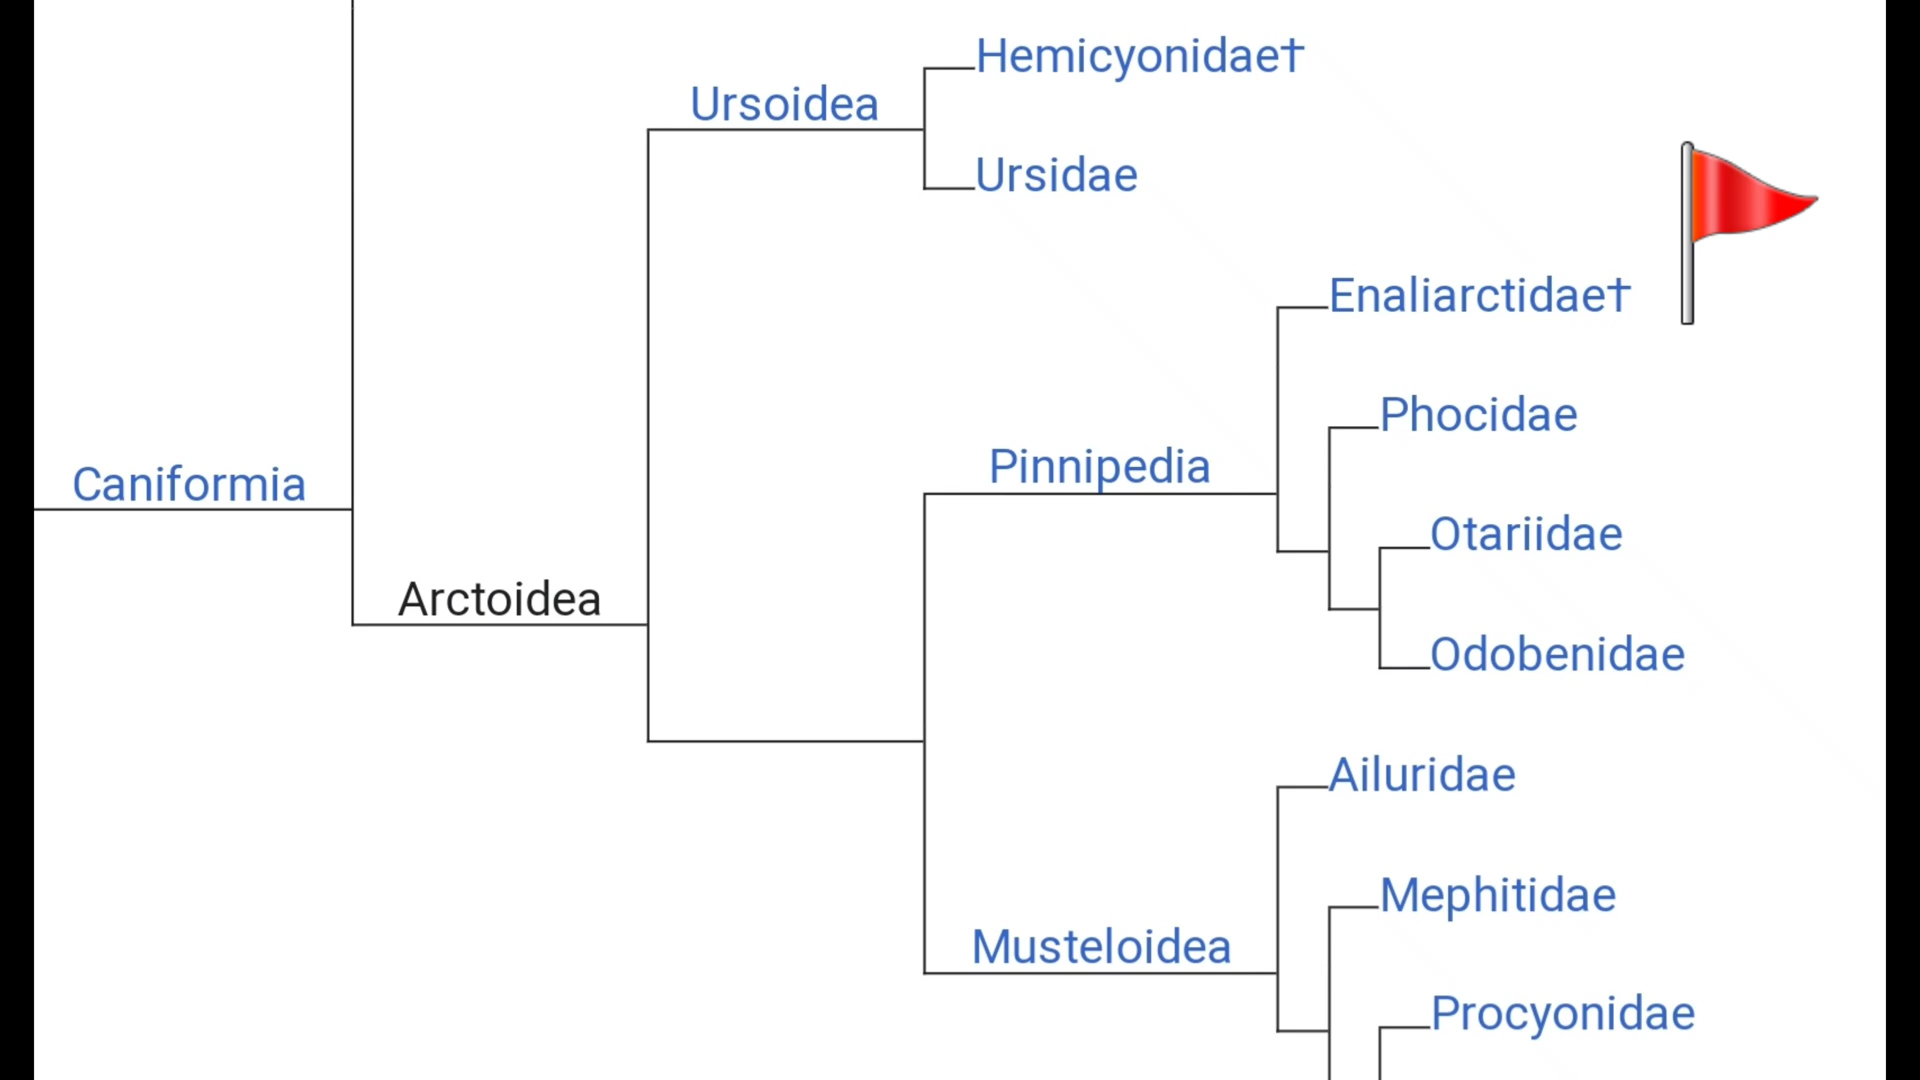 Hemicyonidae†
Ursoidea
Ursidae
Enaliarctidae†
Phocidae
Pinnipedia
Caniformia
Otariidae
Arctoidea
Odobenidae
Ailuridae
Mephitidae
Musteloidea
Procyonidae